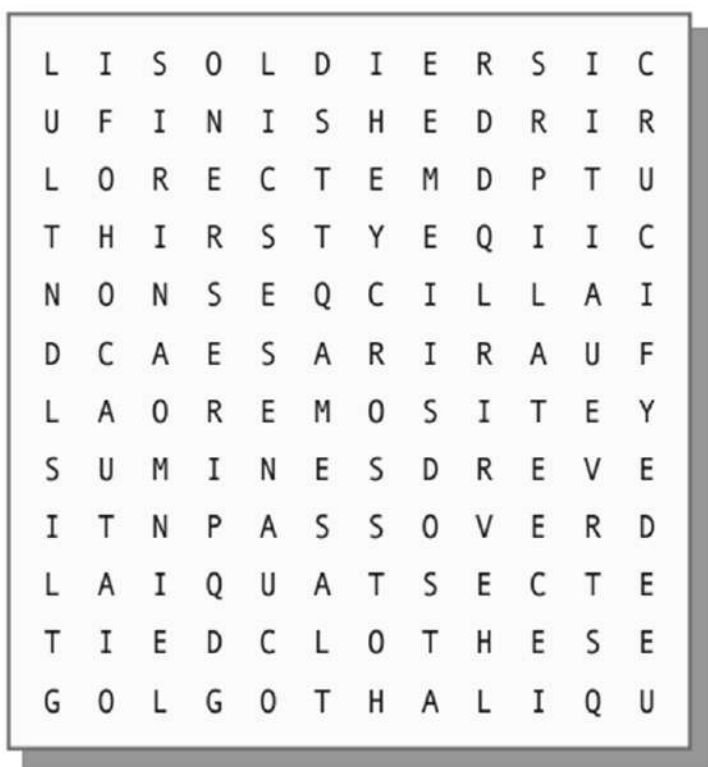 L I S O L D I E R S I C
U F I N I S H E D R I R
L O R E C T E M D P T U
T H I R S T Y E Q I I C
N O N S E Q C I L L A I
D C A E S A R I R A U F
L A O R E M O S I T E Y
S U M I N E S D R E V E
I T N P A S S O V E R D
L A I Q U A T S E C T E
T I E D C L O T H E S E
G O L G O T H A L I Q U